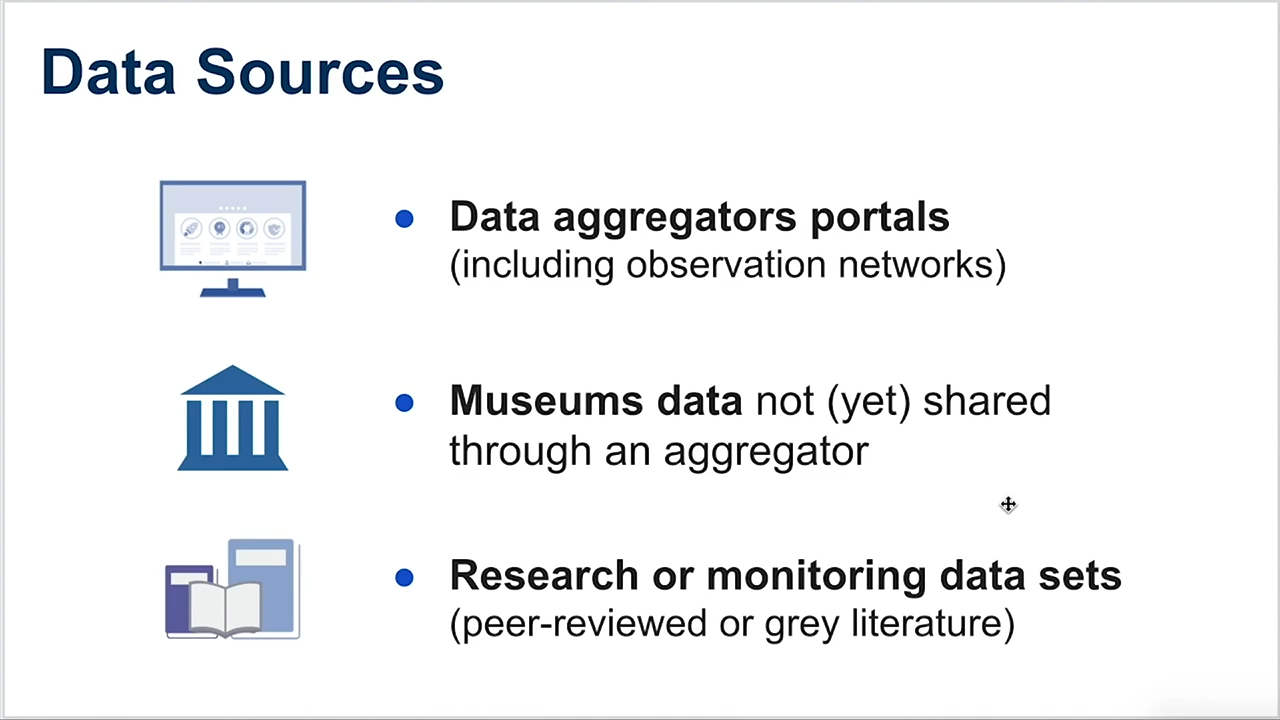 Data Sources
Data aggregators portals
(including observation networks)
Museums data not (yet) shared
through an aggregator
Research or monitoring data sets
(peer-reviewed or grey literature)